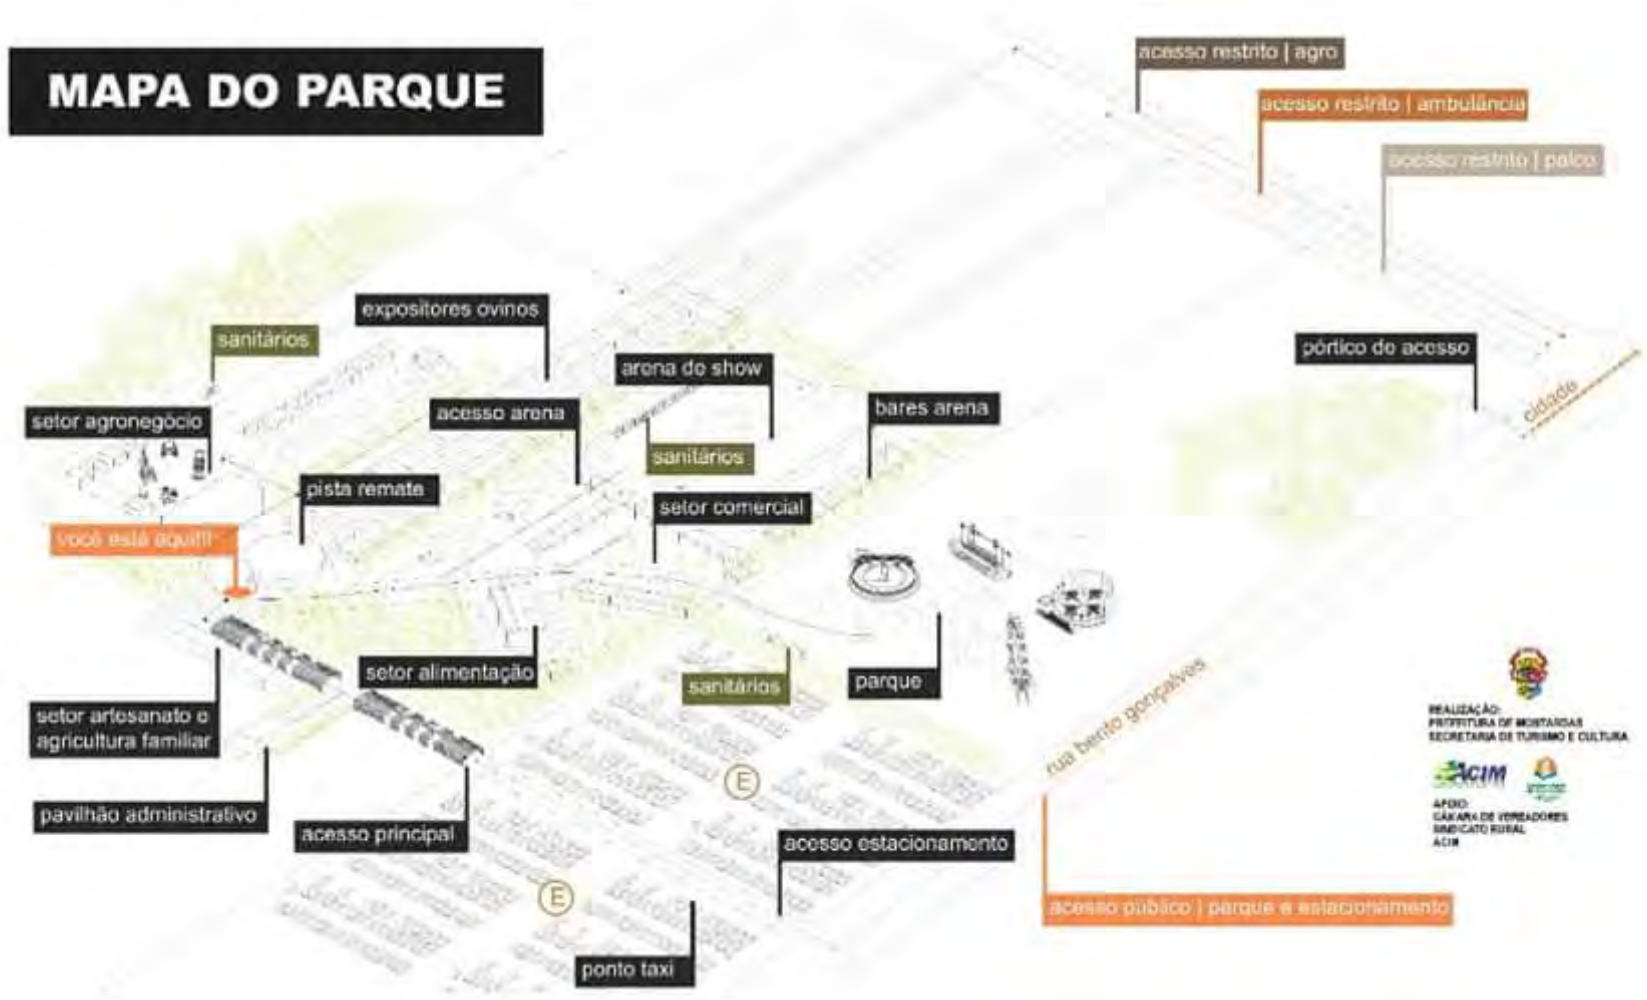 MAPA DO PARQUE
acesso restrito | agro
acesso restrito | ambulância
acesso restrito | palco
expositores ovinos
sanitários
pórtico de acesso
arena de show
cidade
setor agronegócio
acesso arena
bares arena
sanitários
pista remate
setor comercial
você está aqui!!!
setor alimentação
sanitários
parque
rua bento gonçalves
setor artesanato e
agricultura familiar
REALIZAÇÃO:
PREFEITURA DE MOSTARDAS
SECRETARIA DE TURISMO E CULTURA
ACIM
E
pavilhão administrativo
acesso principal
acesso estacionamento
APOIO:
CÂMARA DE VEREADORES
SINDICATO RURAL
ACIM
E
acesso público | parque e estacionamento
ponto taxi